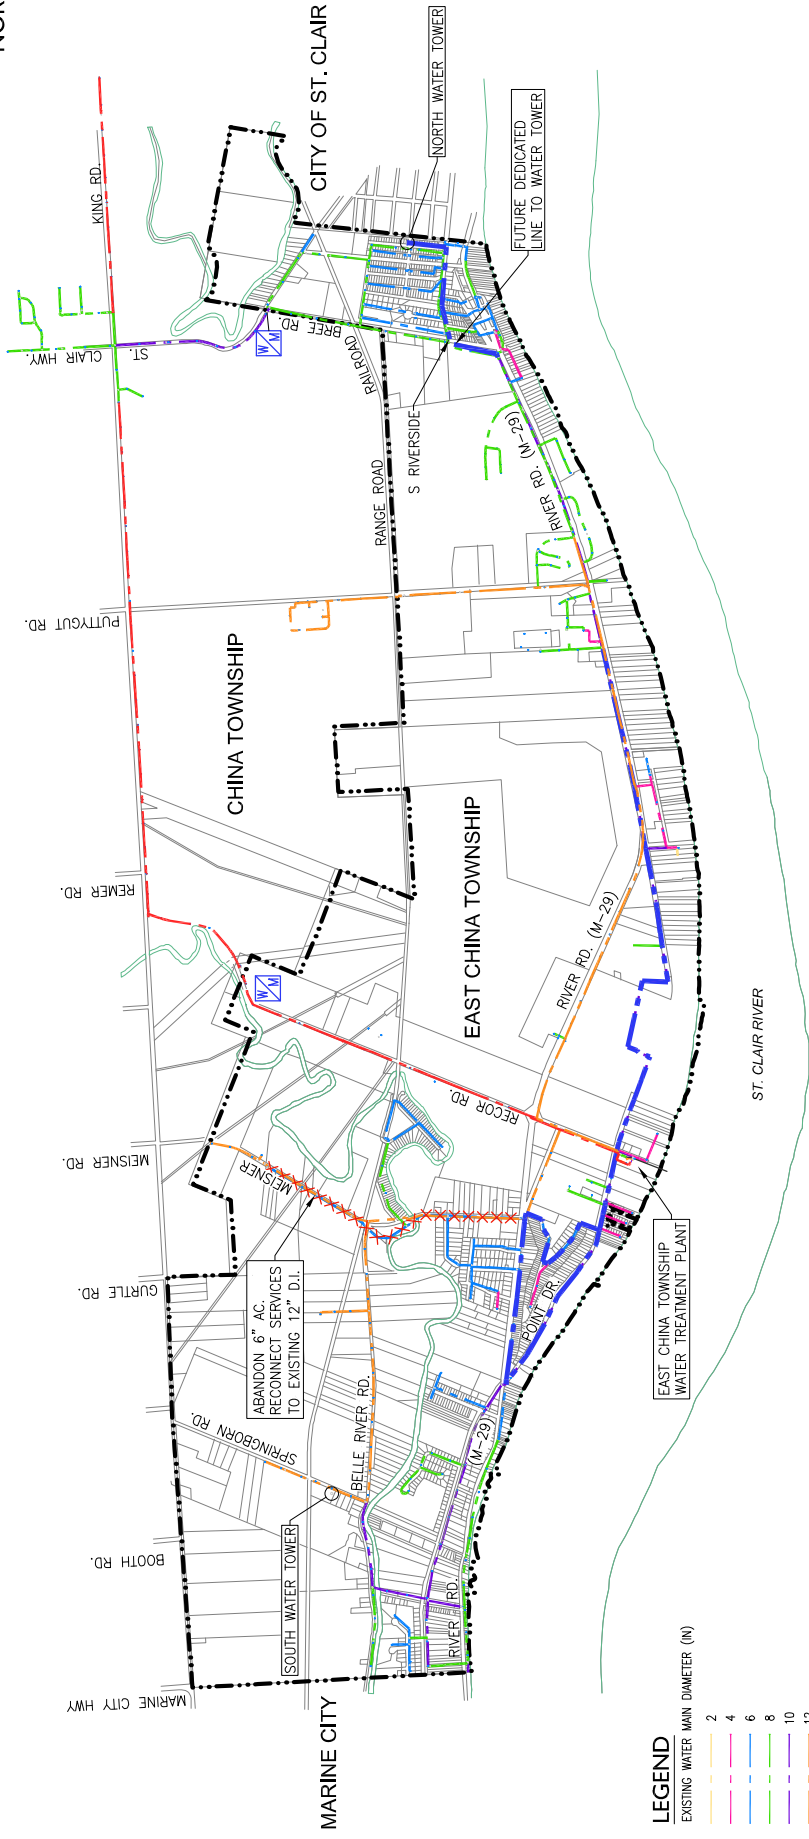 NOR
KING RD.
ST. CLAIR HWY.
CITY OF ST. CLAIR
NORTH WATER TOWER
FUTURE DEDICATED
LINE TO WATER TOWER
W/M
BREE RD.
RAILROAD
S RIVERSIDE
RANGE ROAD
RIVER RD. (M-29)
PUTTYGUT RD.
CHINA TOWNSHIP
EAST CHINA TOWNSHIP
REMER RD.
W/M
RIVER RD. (M-29)
RECOR RD.
ST. CLAIR RIVER
MEISNER RD.
MEISNER
GURTLE RD.
ABANDON 6" AC.
RECONNECT SERVICES
TO EXISTING 12" D.I.
EAST CHINA TOWNSHIP
WATER TREATMENT PLANT
POINT DR.
BELLE RIVER RD.
SPRINGBORN RD.
(M-29)
RIVER RD.
BOOTH RD.
SOUTH WATER TOWER
MARINE CITY HWY
MARINE CITY
LEGEND
EXISTING WATER MAIN DIAMETER (IN)
2
4
6
8
10
12